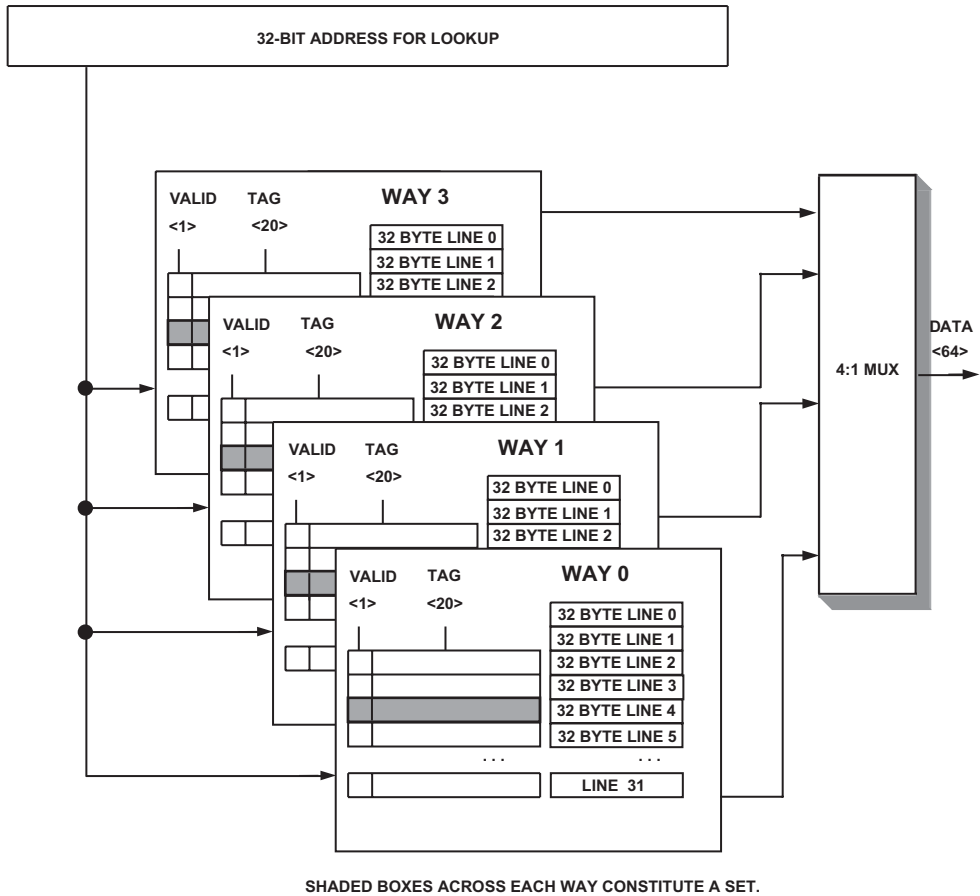 32-BIT ADDRESS FOR LOOKUP
VALID TAG WAY 3
<1> <20>
32 BYTE LINE 0
32 BYTE LINE 1
32 BYTE LINE 2
VALID TAG WAY 2
<1> <20>
32 BYTE LINE 0
32 BYTE LINE 1
32 BYTE LINE 2
VALID TAG WAY 1
<1> <20>
32 BYTE LINE 0
32 BYTE LINE 1
32 BYTE LINE 2
VALID TAG WAY 0
<1> <20>
32 BYTE LINE 0
32 BYTE LINE 1
32 BYTE LINE 2
32 BYTE LINE 3
32 BYTE LINE 4
32 BYTE LINE 5
. . . . . .
LINE 31
4:1 MUX
DATA
<64>
SHADED BOXES ACROSS EACH WAY CONSTITUTE A SET.